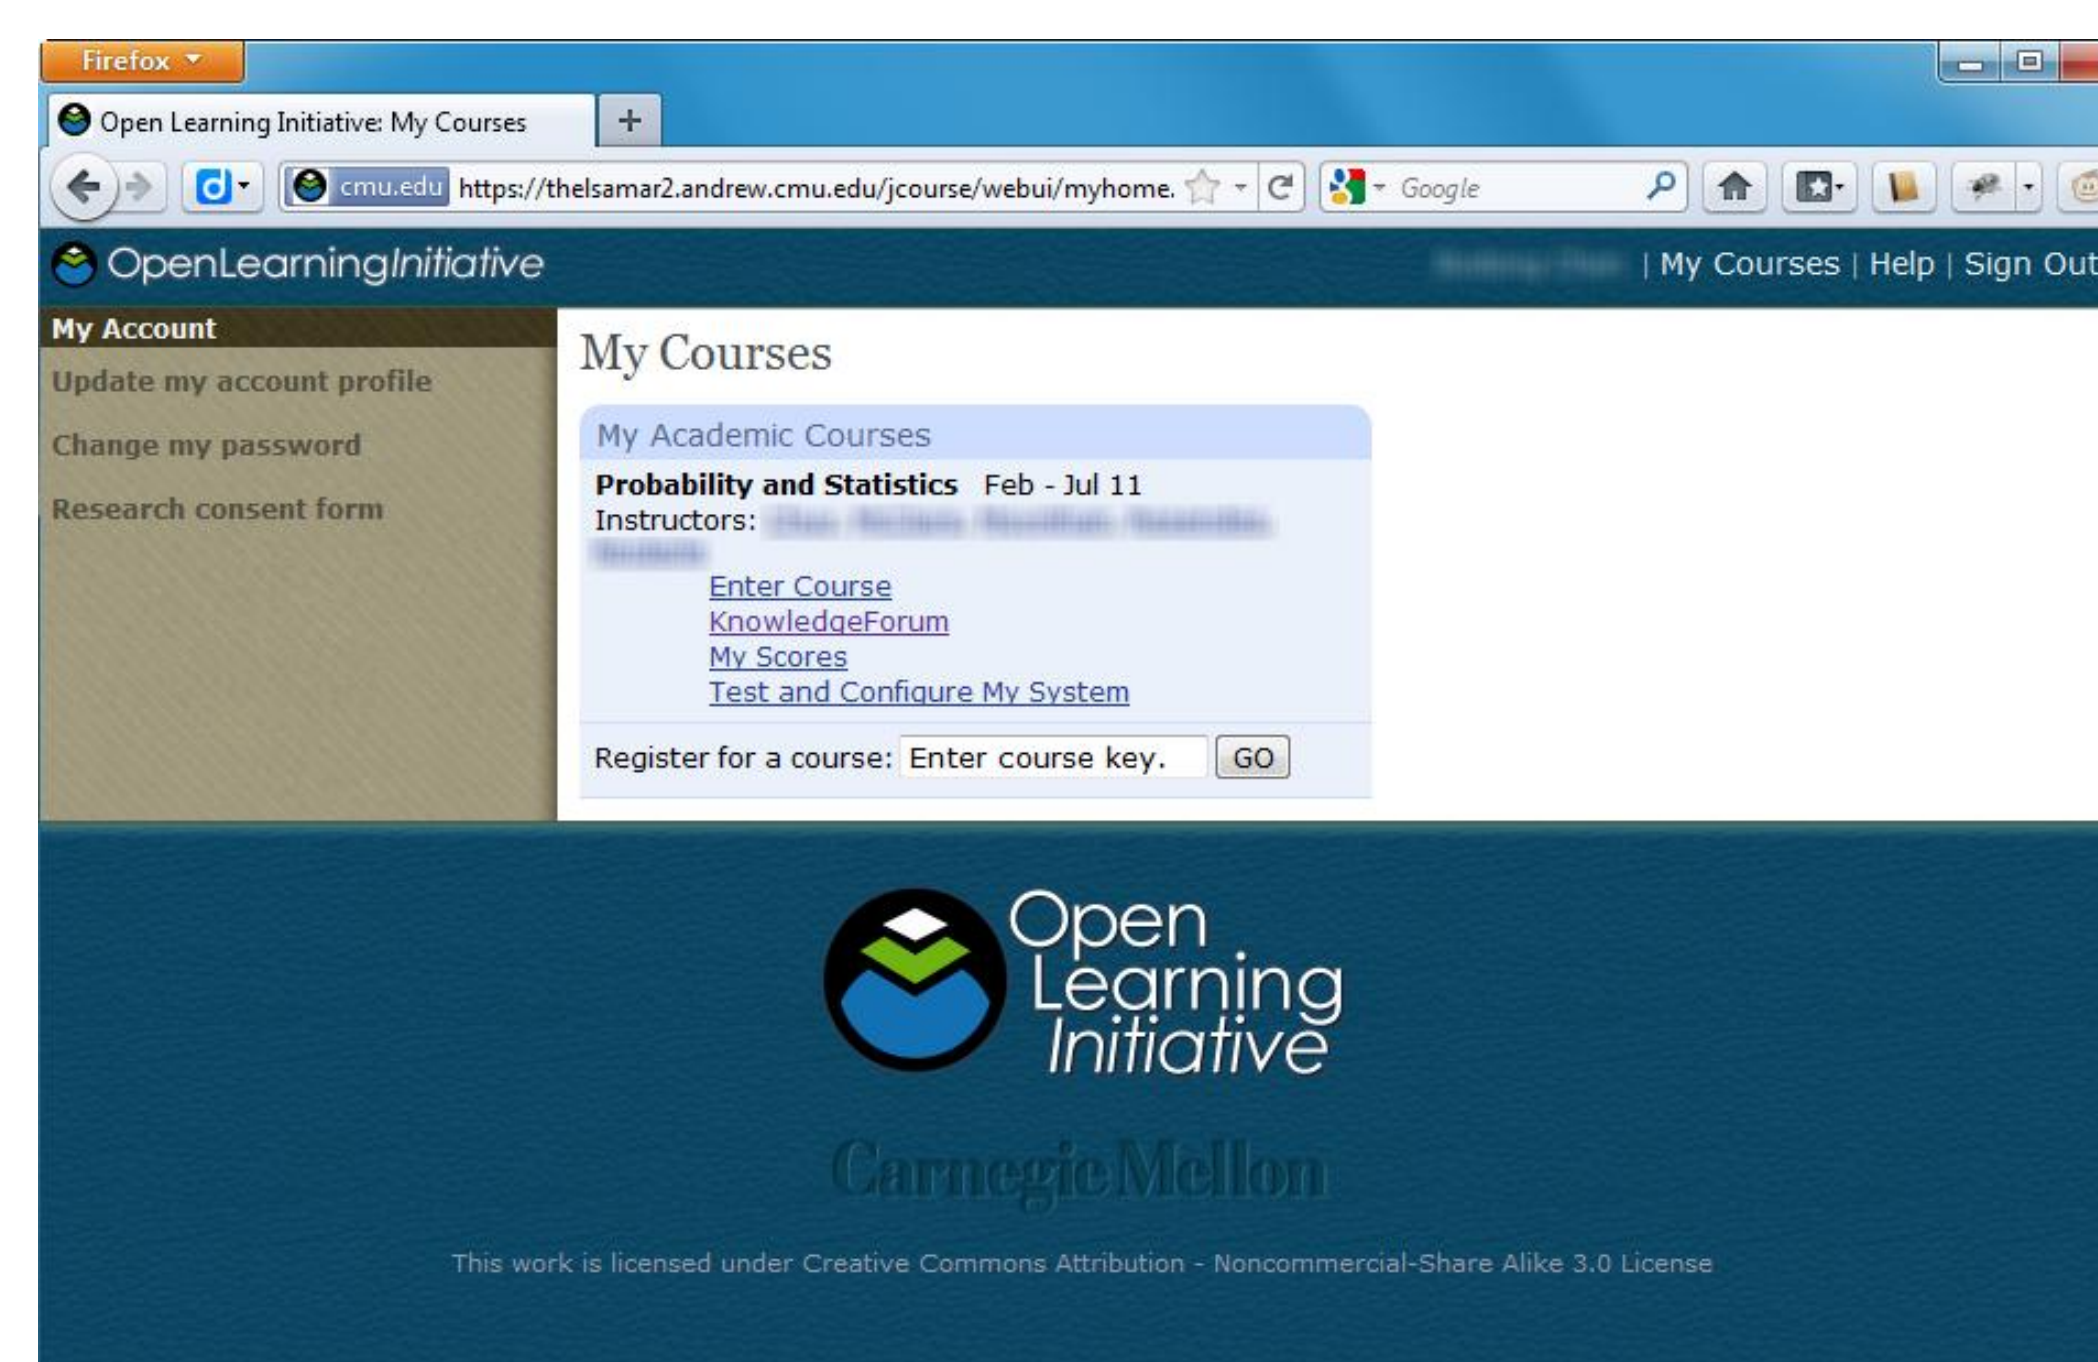 Firefox
Open Learning Initiative: My Courses
+
cmu.edu https://thelsamar2.andrew.cmu.edu/jcourse/webui/myhome. Google
OpenLearningInitiative
| My Courses | Help | Sign Out
My Account
Update my account profile
Change my password
Research consent form
My Courses
My Academic Courses
Probability and Statistics Feb - Jul 11
Instructors:
Enter Course
KnowledgeForum
My Scores
Test and Configure My System
Register for a course: Enter course key. GO
Open
Learning
Initiative
Carnegie Mellon
This work is licensed under Creative Commons Attribution - Noncommercial-Share Alike 3.0 License